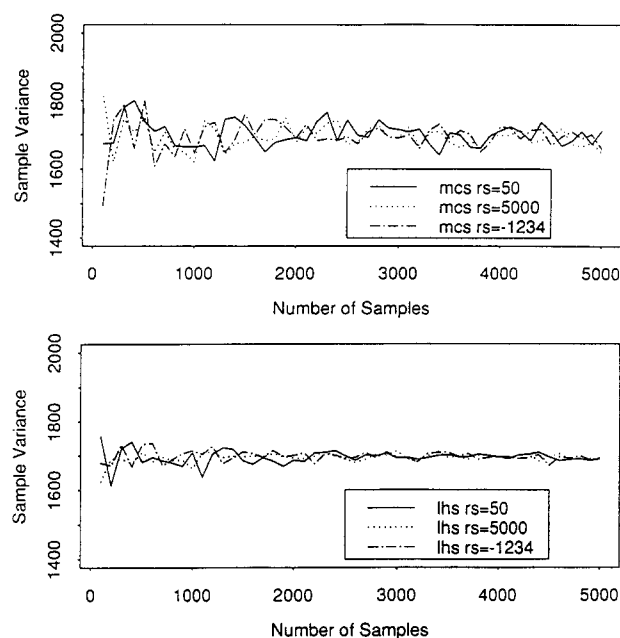 2000
1800
1600
1400
Sample Variance
mcs rs=50
mcs rs=5000
mcs rs=-1234
0 1000 2000 3000 4000 5000
Number of Samples
2000
1800
1600
1400
Sample Variance
lhs rs=50
lhs rs=5000
lhs rs=-1234
0 1000 2000 3000 4000 5000
Number of Samples